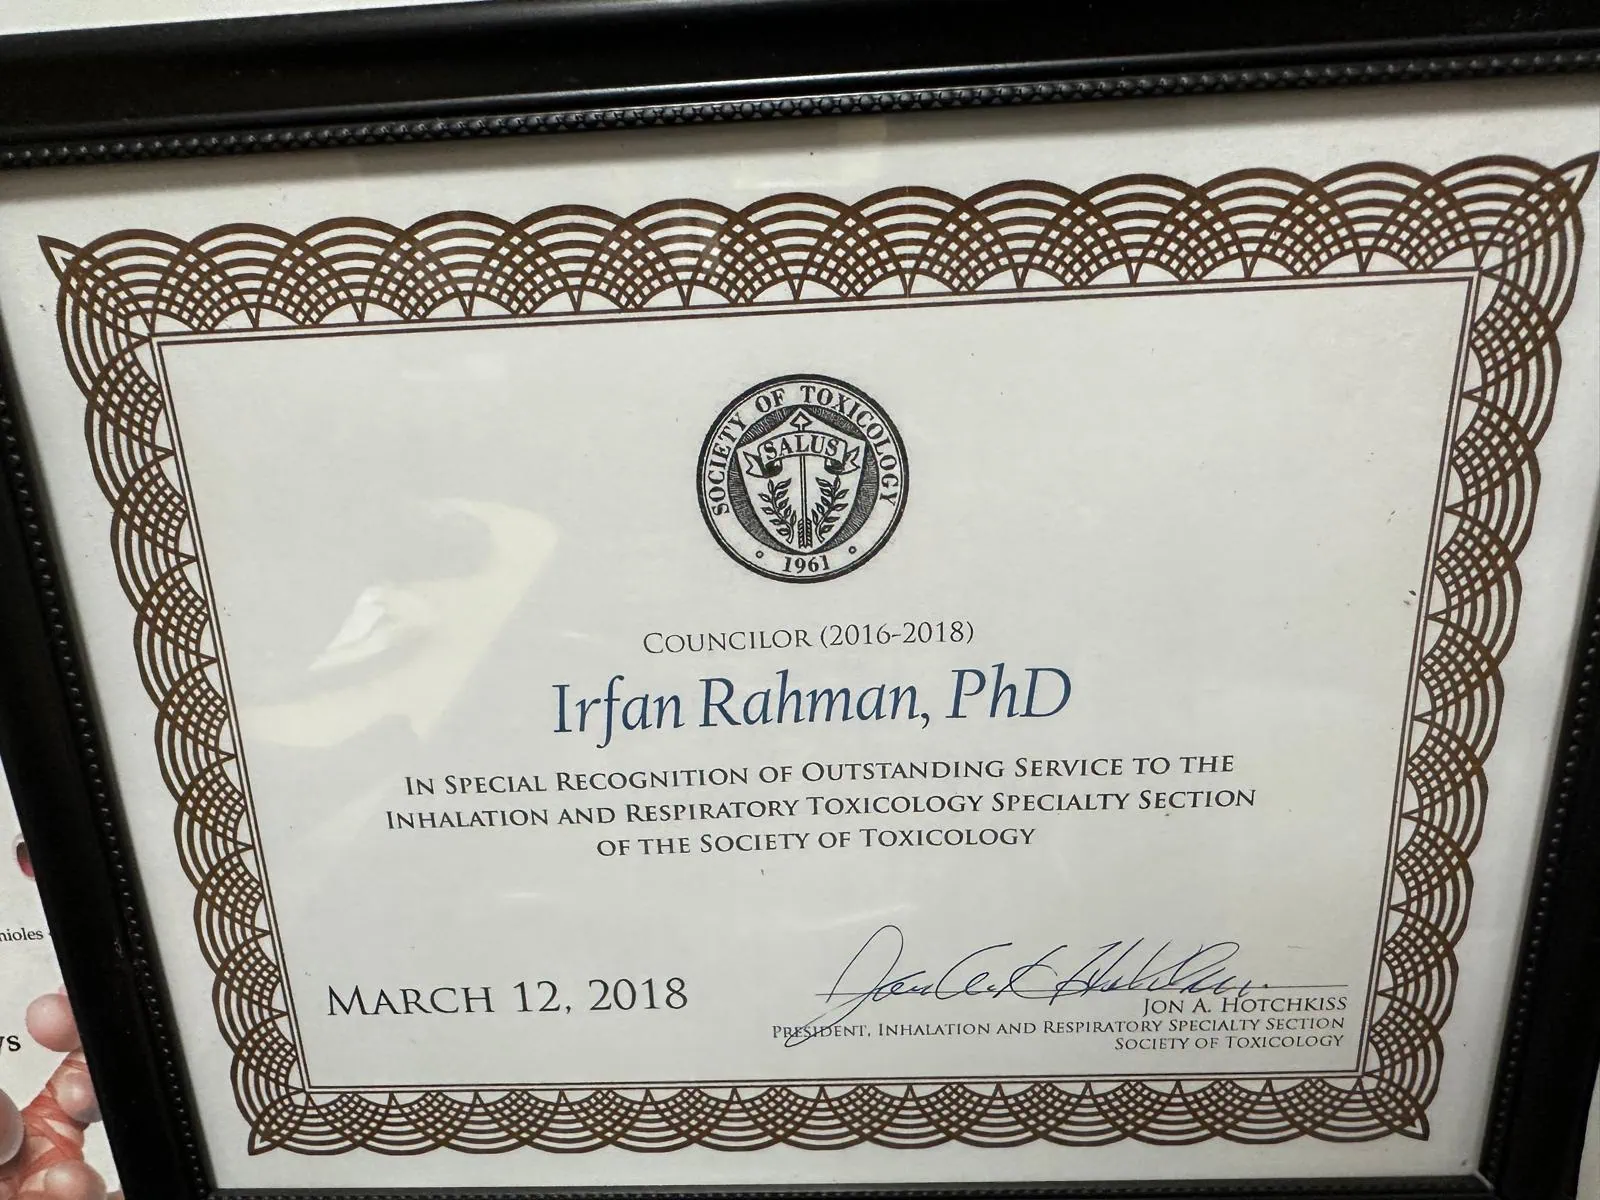 SOCIETY OF TOXICOLOGY
SALUS
1961
COUNCILOR (2016-2018)
Irfan Rahman, PhD
IN SPECIAL RECOGNITION OF OUTSTANDING SERVICE TO THE
INHALATION AND RESPIRATORY TOXICOLOGY SPECIALTY SECTION
OF THE SOCIETY OF TOXICOLOGY
MARCH 12, 2018
JON A. HOTCHKISS
PRESIDENT, INHALATION AND RESPIRATORY SPECIALTY SECTION
SOCIETY OF TOXICOLOGY